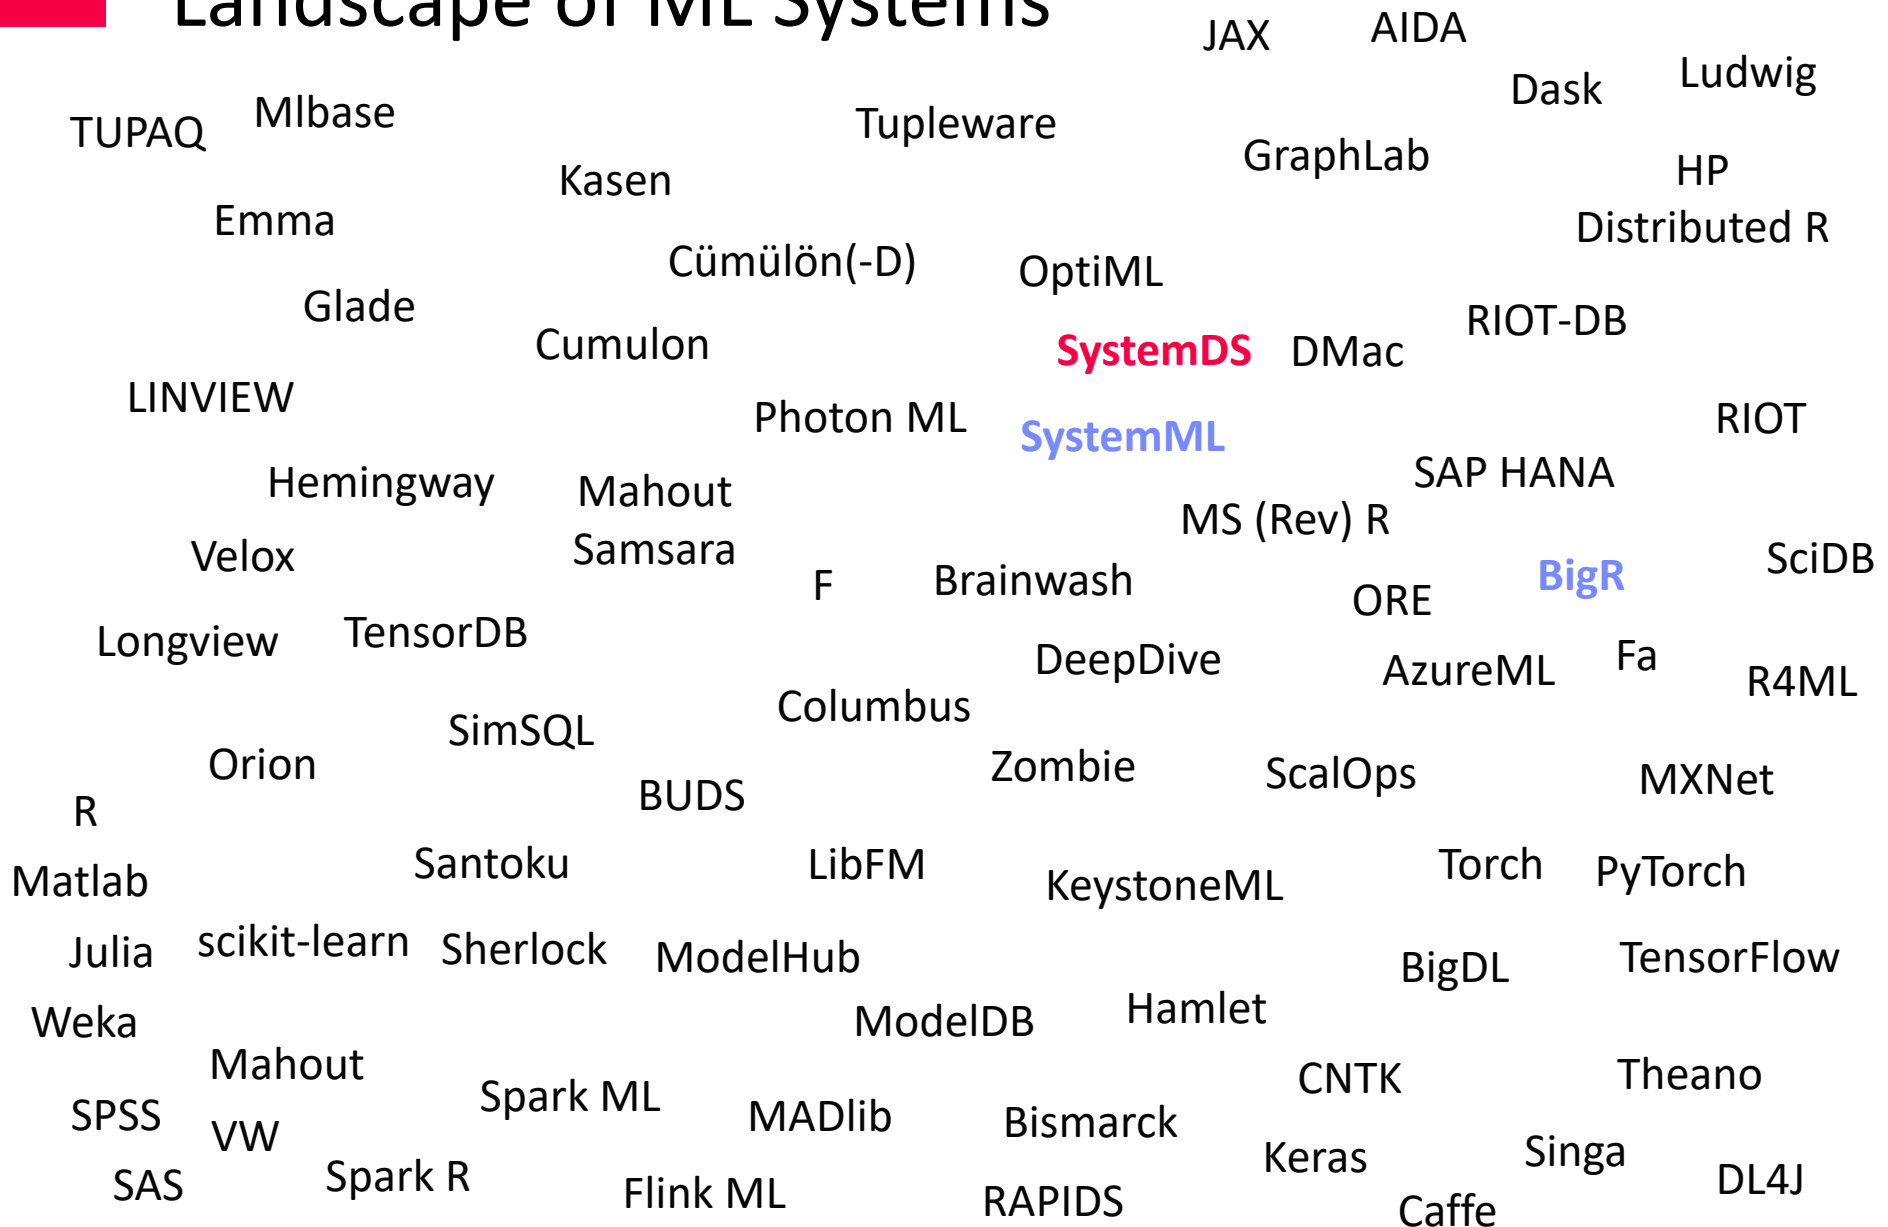 Landscape of ML Systems
JAX
AIDA
Dask
Ludwig
TUPAQ
Mlbase
Tupleware
GraphLab
HP
Distributed R
Kasen
Emma
Cümülön(-D)
OptiML
Glade
Cumulon
SystemDS
DMac
RIOT-DB
LINVIEW
Photon ML
SystemML
RIOT
Hemingway
Mahout
Samsara
SAP HANA
MS (Rev) R
Velox
F
Brainwash
ORE
BigR
SciDB
Longview
TensorDB
DeepDive
AzureML
Fa
R4ML
Columbus
SimSQL
Orion
Zombie
ScalOps
MXNet
BUDS
R
Matlab
Santoku
LibFM
KeystoneML
Torch
PyTorch
Julia
scikit-learn
Sherlock
ModelHub
BigDL
TensorFlow
Weka
ModelDB
Hamlet
Mahout
Spark ML
CNTK
Theano
SPSS
VW
MADlib
Bismarck
Keras
Singa
SAS
Spark R
Flink ML
RAPIDS
Caffe
DL4J